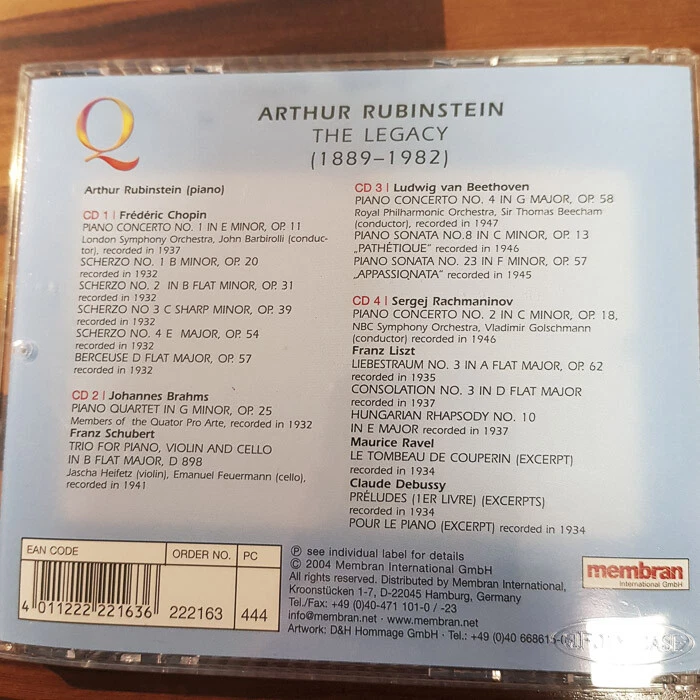 Q
ARTHUR RUBINSTEIN
THE LEGACY
(1889–1982)
Arthur Rubinstein (piano)
CD 1 | Frédéric Chopin
PIANO CONCERTO NO. 1 IN E MINOR, OP. 11
London Symphony Orchestra, John Barbirolli (conduc-
tor), recorded in 1937
SCHERZO NO. 1 B MINOR, OP. 20
recorded in 1932
SCHERZO NO. 2 IN B FLAT MINOR, OP. 31
recorded in 1932
SCHERZO NO 3 C SHARP MINOR, OP. 39
recorded in 1932
SCHERZO NO. 4 E MAJOR, OP. 54
recorded in 1932
BERCEUSE D FLAT MAJOR, OP. 57
recorded in 1932
CD 2 | Johannes Brahms
PIANO QUARTET IN G MINOR, OP. 25
Members of the Quator Pro Arte, recorded in 1932
Franz Schubert
TRIO FOR PIANO, VIOLIN AND CELLO
IN B FLAT MAJOR, D 898
Jascha Heifetz (violin), Emanuel Feuermann (cello),
recorded in 1941
CD 3 | Ludwig van Beethoven
PIANO CONCERTO NO. 4 IN G MAJOR, OP. 58
Royal Philharmonic Orchestra, Sir Thomas Beecham
(conductor), recorded in 1947
PIANO SONATA NO.8 IN C MINOR, OP. 13
„PATHÉTIQUE" recorded in 1946
PIANO SONATA NO. 23 IN F MINOR, OP. 57
„APPASSIONATA" recorded in 1945
CD 4 | Sergej Rachmaninov
PIANO CONCERTO NO. 2 IN C MINOR, OP. 18,
NBC Symphony Orchestra, Vladimir Golschmann
(conductor) recorded in 1946
Franz Liszt
LIEBESTRAUM NO. 3 IN A FLAT MAJOR, OP. 62
recorded in 1935
CONSOLATION NO. 3 IN D FLAT MAJOR
recorded in 1937
HUNGARIAN RHAPSODY NO. 10
IN E MAJOR recorded in 1937
Maurice Ravel
LE TOMBEAU DE COUPERIN (EXCERPT)
recorded in 1934
Claude Debussy
PRÉLUDES (1ER LIVRE) (EXCERPTS)
recorded in 1934
POUR LE PIANO (EXCERPT) recorded in 1934
EAN CODE
ORDER NO.
PC
4 011222 221636
222163
444
℗ see individual label for details
© 2004 Membran International GmbH
All rights reserved. Distributed by Membran International,
Kroonstücken 1-7, D-22045 Hamburg, Germany
Tel./Fax: +49 (0)40-471 101-0 / -23
info@membran.net · www.membran.net
Artwork: D&H Hommage GmbH · Tel.: +49 (0)40 66861
membran
International GmbH